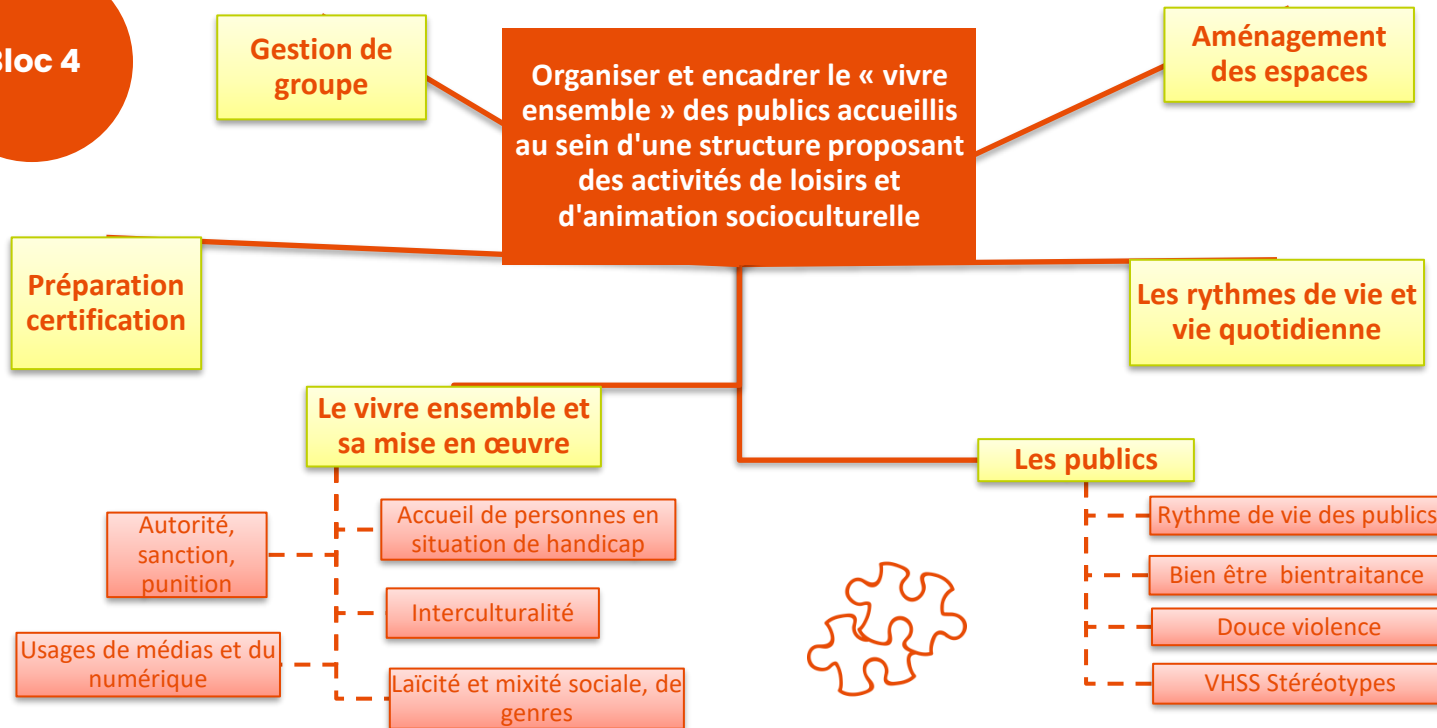 Bloc 4
Gestion de
groupe
Organiser et encadrer le « vivre
ensemble » des publics accueillis
au sein d'une structure proposant
des activités de loisirs et
d'animation socioculturelle
Aménagement
des espaces
Préparation
certification
Les rythmes de vie et
vie quotidienne
Le vivre ensemble et
sa mise en œuvre
Les publics
Autorité,
sanction,
punition
Accueil de personnes en
situation de handicap
Interculturalité
Usages de médias et du
numérique
Laïcité et mixité sociale, de
genres
Rythme de vie des publics
Bien être bientraitance
Douce violence
VHSS Stéréotypes